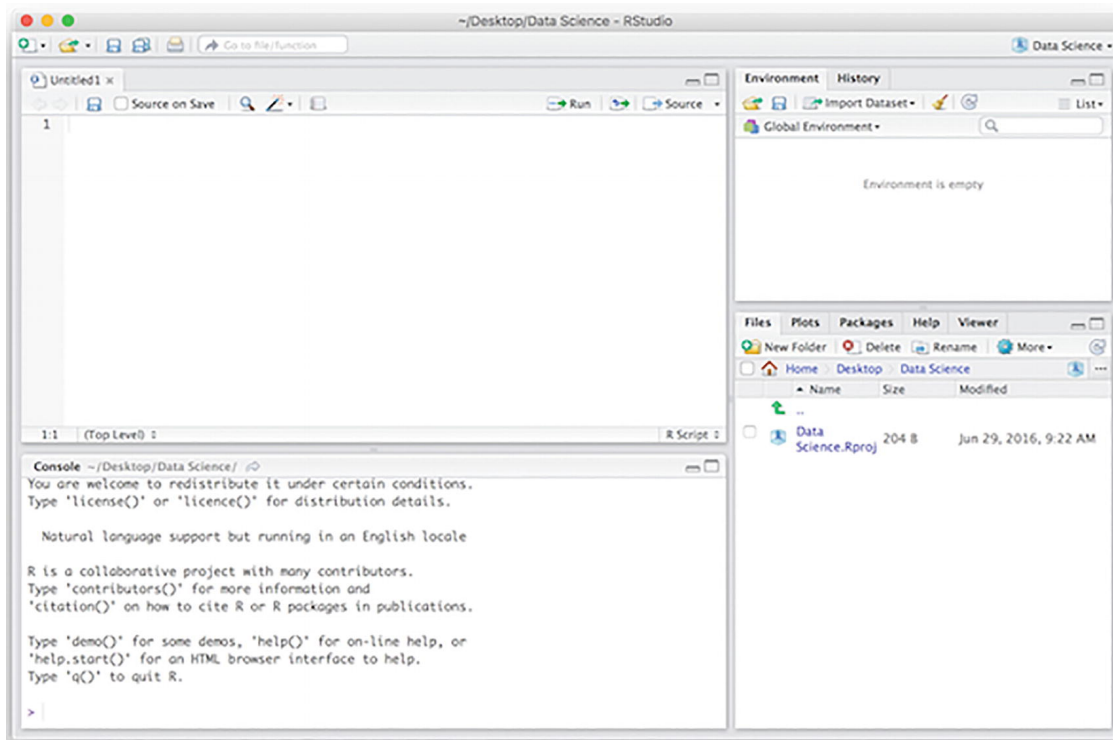 ~/Desktop/Data Science - RStudio
Go to file/function
Data Science
Untitled1
Source on Save
Run
Source
1
1:1 (Top Level)
R Script
Console ~/Desktop/Data Science/
You are welcome to redistribute it under certain conditions.
Type 'license()' or 'licence()' for distribution details.
Natural language support but running in an English locale
R is a collaborative project with many contributors.
Type 'contributors()' for more information and
'citation()' on how to cite R or R packages in publications.
Type 'demo()' for some demos, 'help()' for on-line help, or
'help.start()' for an HTML browser interface to help.
Type 'q()' to quit R.
>
Environment History
Import Dataset
List
Global Environment
Environment is empty
Files Plots Packages Help Viewer
New Folder Delete Rename More
Home Desktop Data Science
Name Size Modified
..
Data
Science.Rproj 204 B Jun 29, 2016, 9:22 AM